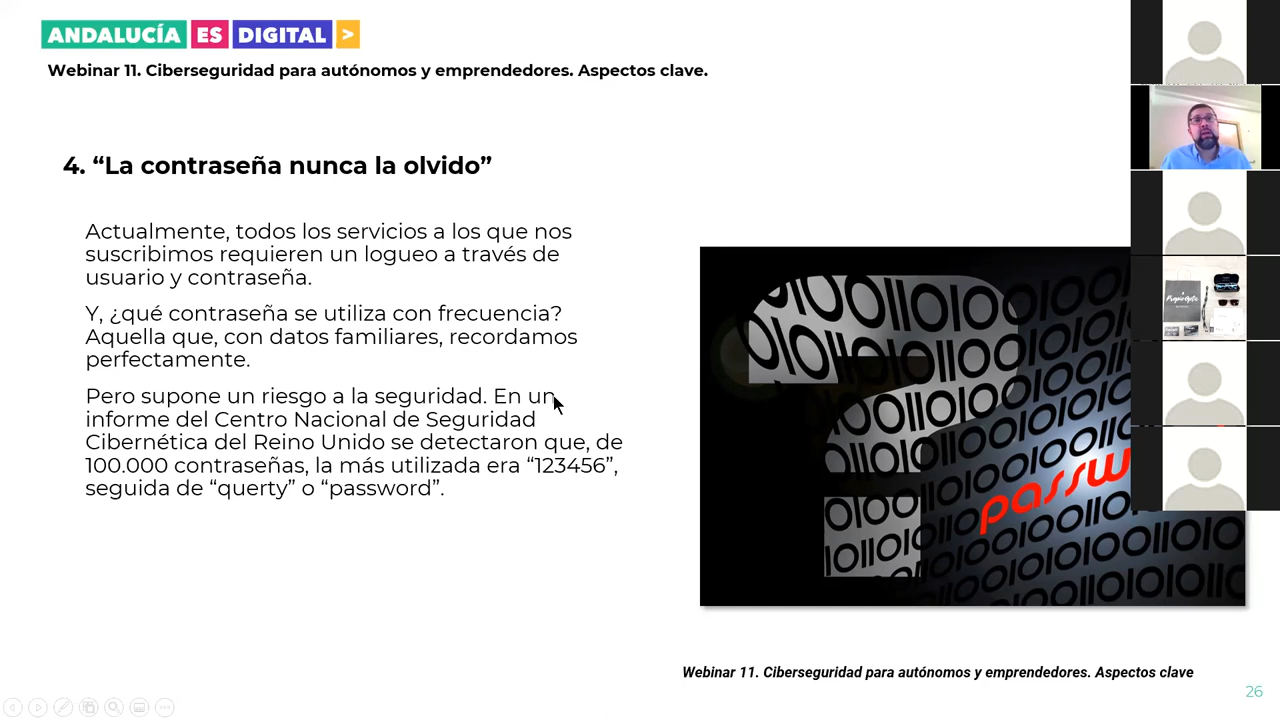 ANDALUCÍA ES DIGITAL >
Webinar 11. Ciberseguridad para autónomos y emprendedores. Aspectos clave.
4. “La contraseña nunca la olvido”
Actualmente, todos los servicios a los que nos
suscribimos requieren un logueo a través de
usuario y contraseña.
Y, ¿qué contraseña se utiliza con frecuencia?
Aquella que, con datos familiares, recordamos
perfectamente.
Pero supone un riesgo a la seguridad. En un
informe del Centro Nacional de Seguridad
Cibernética del Reino Unido se detectaron que, de
100.000 contraseñas, la más utilizada era “123456”,
seguida de “querty” o “password”.
passw
Webinar 11. Ciberseguridad para autónomos y emprendedores. Aspectos clave
26